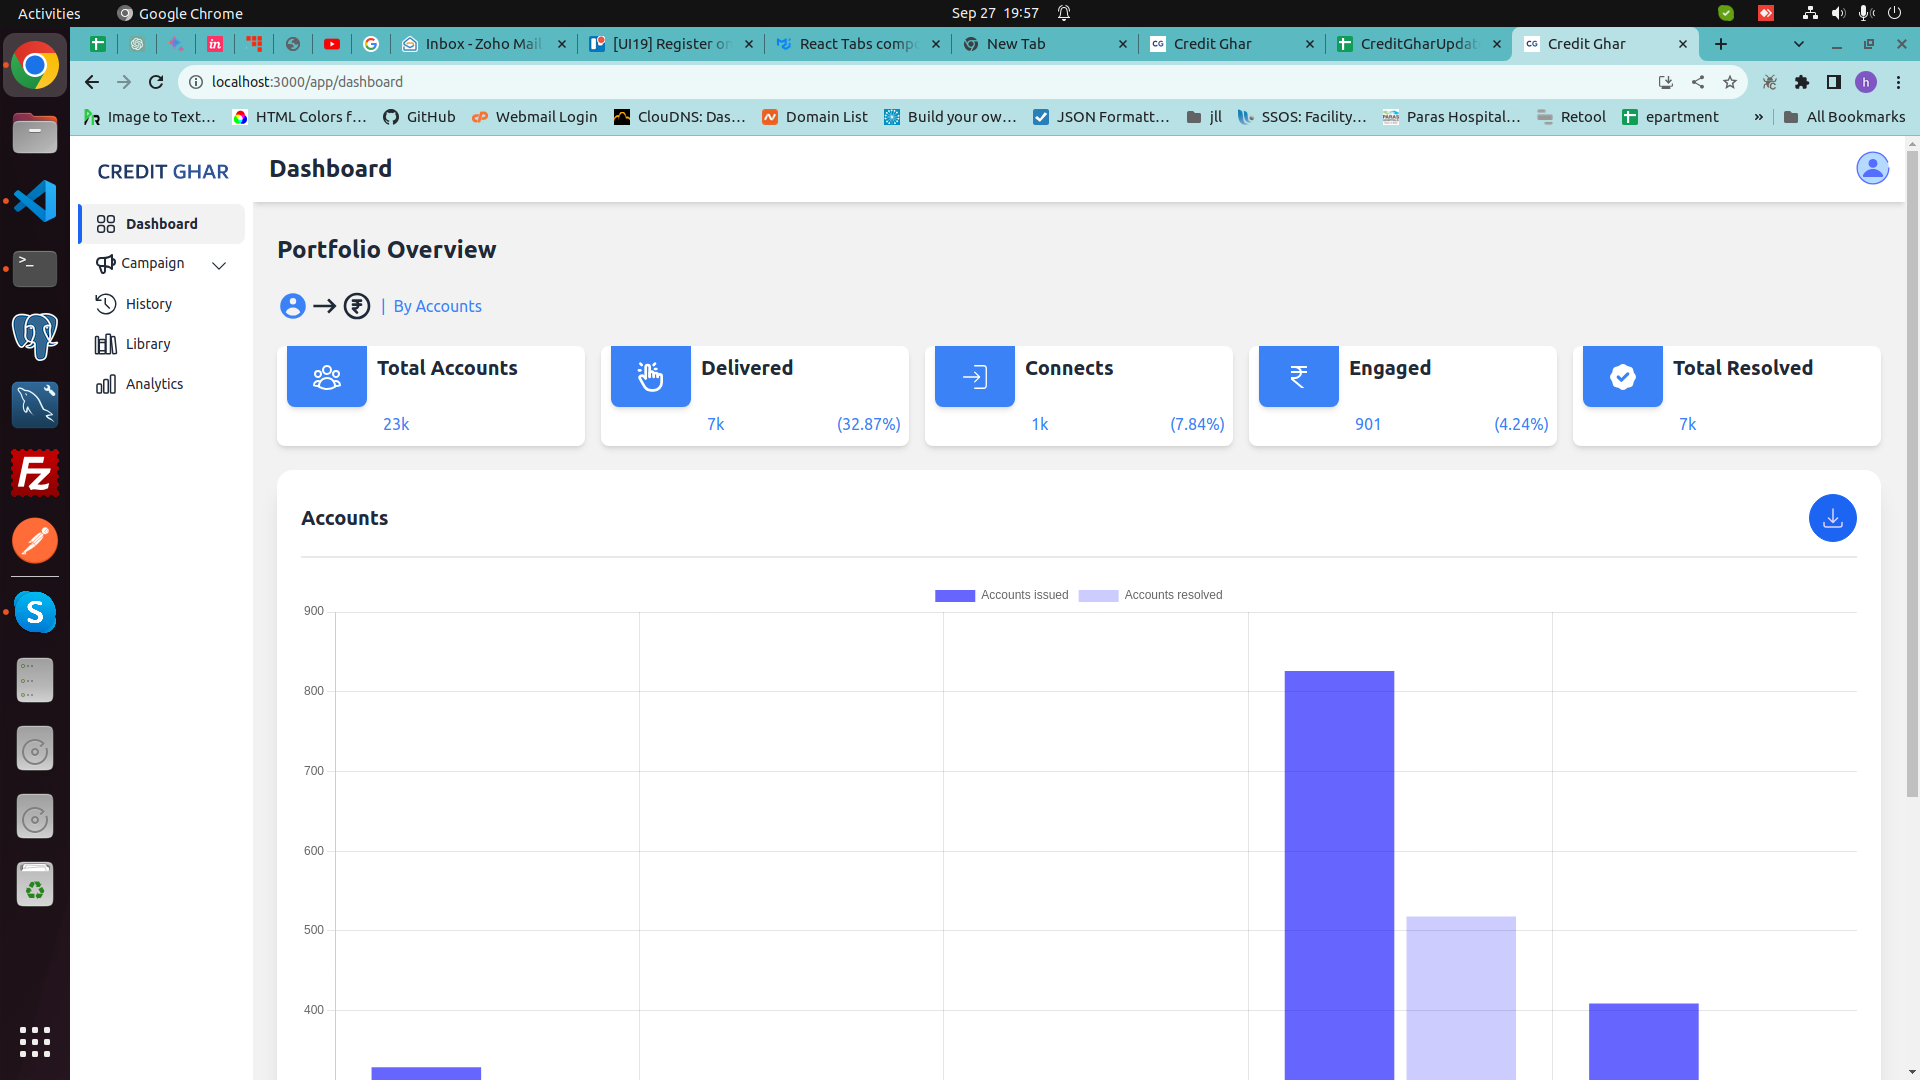 Activities Google Chrome Sep 27 19:57
Inbox - Zoho Mail [UI19] Register on React Tabs compo New Tab Credit Ghar CreditGharUpdat Credit Ghar
localhost:3000/app/dashboard h
Image to Text… HTML Colors f… GitHub Webmail Login ClouDNS: Das… Domain List Build your ow… JSON Formatt… jll SSOS: Facility… Paras Hospital… Retool epartment » All Bookmarks
CREDIT GHAR Dashboard
Dashboard
Campaign
History
Library
Analytics
Portfolio Overview
| By Accounts
Total Accounts
23k
Delivered
7k (32.87%)
Connects
1k (7.84%)
Engaged
901 (4.24%)
Total Resolved
7k
Accounts
Accounts issued Accounts resolved
900
800
700
600
500
400